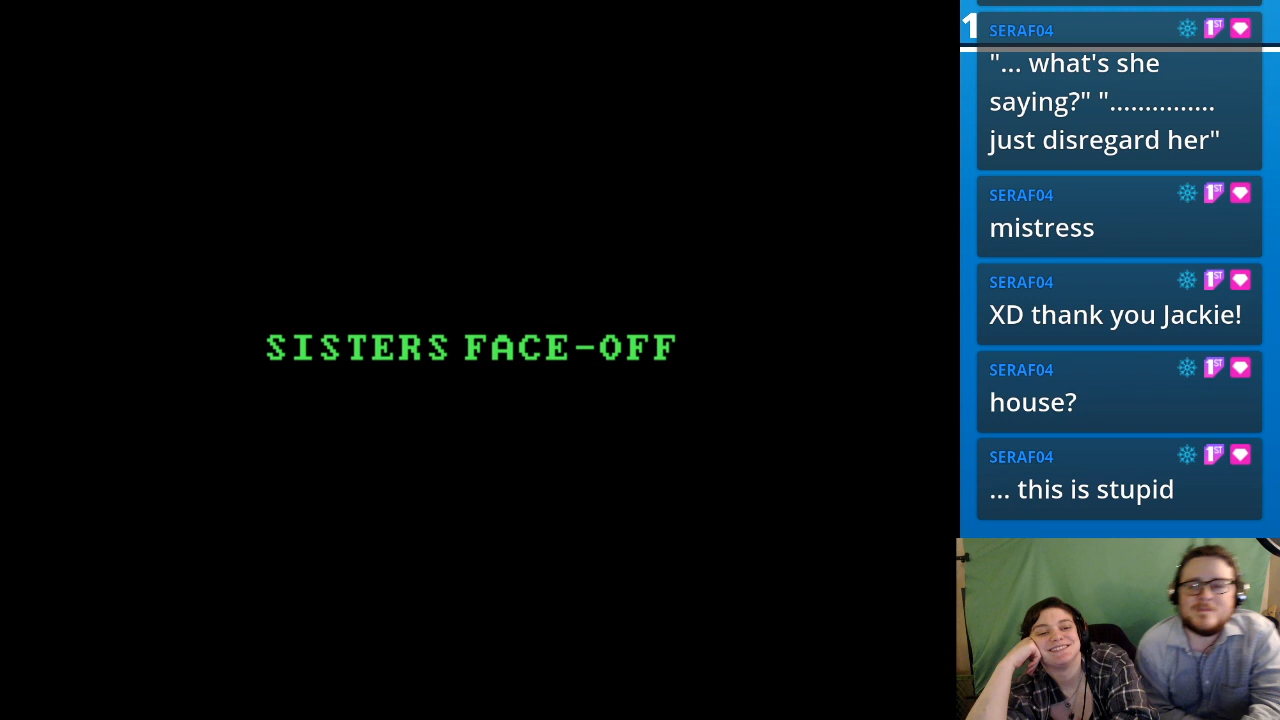 SISTERS FACE-OFF
1
SERAF04
"... what's she
saying?" "...............
just disregard her"
SERAF04
mistress
SERAF04
XD thank you Jackie!
SERAF04
house?
SERAF04
... this is stupid